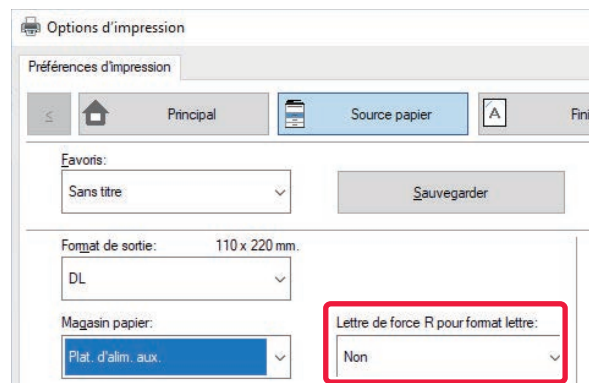 Options d'impression
Préférences d'impression
≤ Principal Source papier A Fini
Favoris:
Sans titre Sauvegarder
Format de sortie: 110 x 220 mm.
DL
Magasin papier: Lettre de force R pour format lettre:
Plat. d'alim. aux. Non